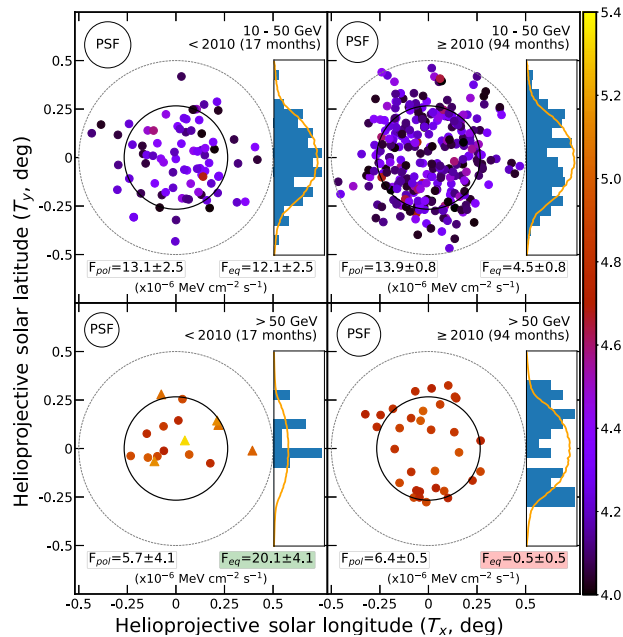 10 - 50 GeV
< 2010 (17 months)
PSF
F_pol=13.1±2.5
F_eq=12.1±2.5
(x10⁻⁶ MeV cm⁻² s⁻¹)
10 - 50 GeV
≥ 2010 (94 months)
PSF
F_pol=13.9±0.8
F_eq=4.5±0.8
(x10⁻⁶ MeV cm⁻² s⁻¹)
> 50 GeV
< 2010 (17 months)
PSF
F_pol=5.7±4.1
F_eq=20.1±4.1
(x10⁻⁶ MeV cm⁻² s⁻¹)
> 50 GeV
≥ 2010 (94 months)
PSF
F_pol=6.4±0.5
F_eq=0.5±0.5
(x10⁻⁶ MeV cm⁻² s⁻¹)
Helioprojective solar latitude (T_y, deg)
0.5
0.25
0
-0.25
-0.5
0.5
0.25
0
-0.25
-0.5
-0.5 -0.25 0 0.25 0.5 -0.25 0 0.25 0.5
Helioprojective solar longitude (T_x, deg)
5.4
5.2
5.0
4.8
4.6
4.4
4.2
4.0